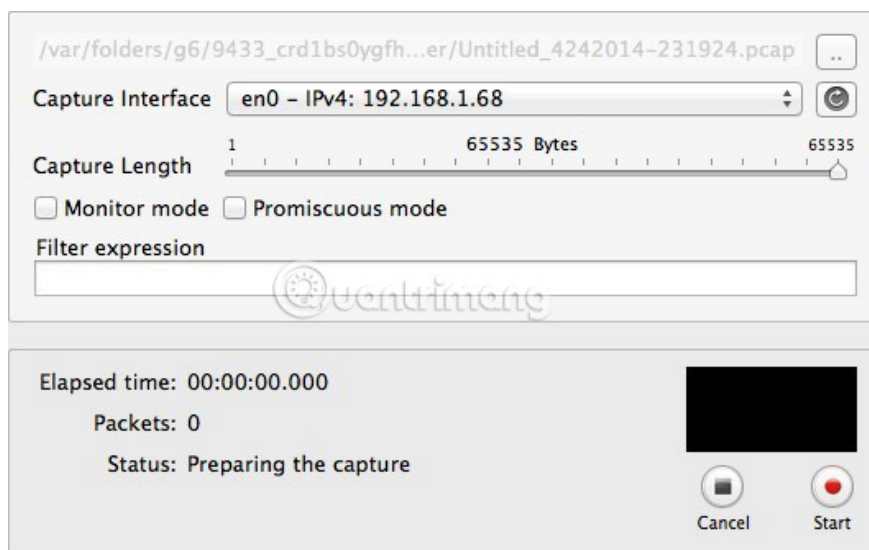 /var/folders/g6/9433_crd1bs0ygfh...er/Untitled_4242014-231924.pcap
..
Capture Interface
en0 – IPv4: 192.168.1.68
1
65535 Bytes
65535
Capture Length
Monitor mode
Promiscuous mode
Filter expression
Quantrimang
Elapsed time: 00:00:00.000
Packets: 0
Status: Preparing the capture
Cancel
Start